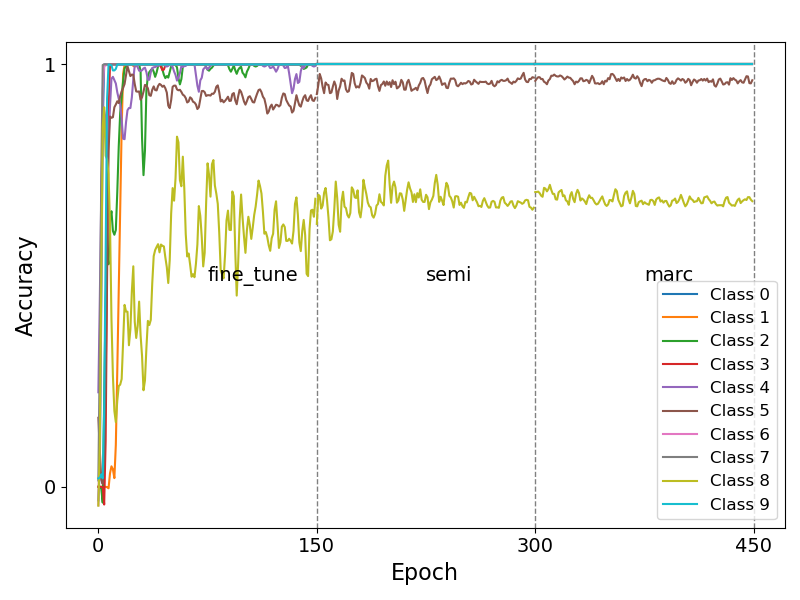 1
0
Accuracy
fine_tune
semi
marc
Class 0
Class 1
Class 2
Class 3
Class 4
Class 5
Class 6
Class 7
Class 8
Class 9
0
150
300
450
Epoch